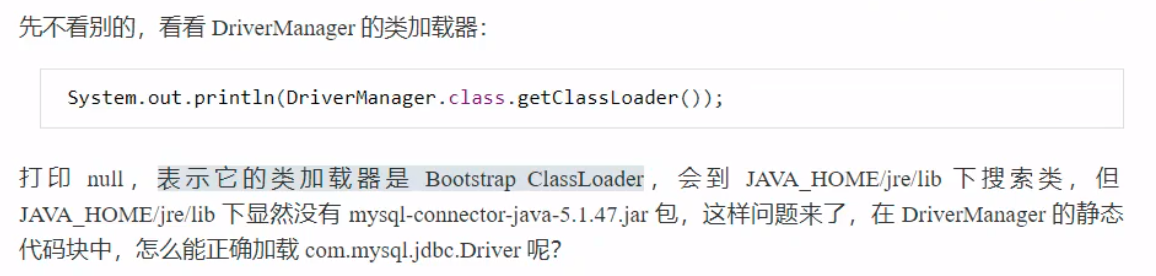 先不看别的，看看 DriverManager 的类加载器：
System.out.println(DriverManager.class.getClassLoader());
打印 null，表示它的类加载器是 Bootstrap ClassLoader，会到 JAVA_HOME/jre/lib 下搜索类，但
JAVA_HOME/jre/lib 下显然没有 mysql-connector-java-5.1.47.jar 包，这样问题来了，在 DriverManager 的静态
代码块中，怎么能正确加载 com.mysql.jdbc.Driver 呢？